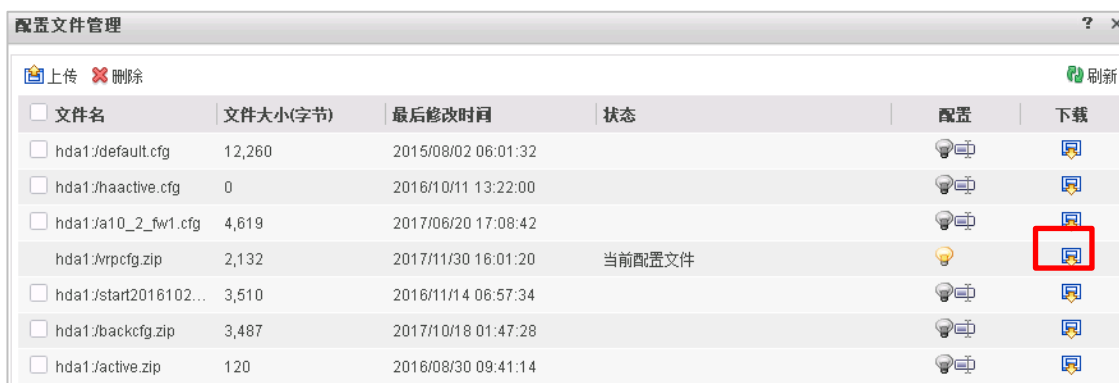 配置文件管理 ? ×
上传 删除 刷新
文件名 文件大小(字节) 最后修改时间 状态 配置 下载
hda1:/default.cfg 12,260 2015/08/02 06:01:32
hda1:/haactive.cfg 0 2016/10/11 13:22:00
hda1:/a10_2_fw1.cfg 4,619 2017/06/20 17:08:42
hda1:/vrpcfg.zip 2,132 2017/11/30 16:01:20 当前配置文件
hda1:/start2016102... 3,510 2016/11/14 06:57:34
hda1:/backcfg.zip 3,487 2017/10/18 01:47:28
hda1:/active.zip 120 2016/08/30 09:41:14